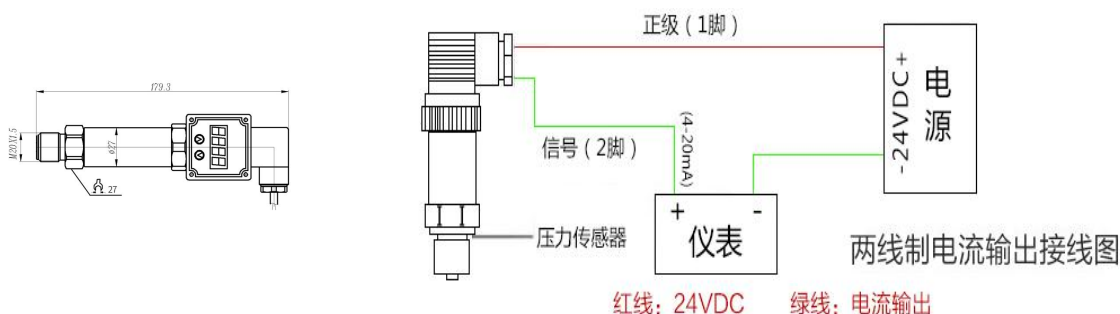 179.3
M20X1.5
ø27
27
正级（1脚）
信号（2脚）
(4-20mA)
-24VDC+
电源
+ -
仪表
压力传感器
两线制电流输出接线图
红线：24VDC 绿线：电流输出